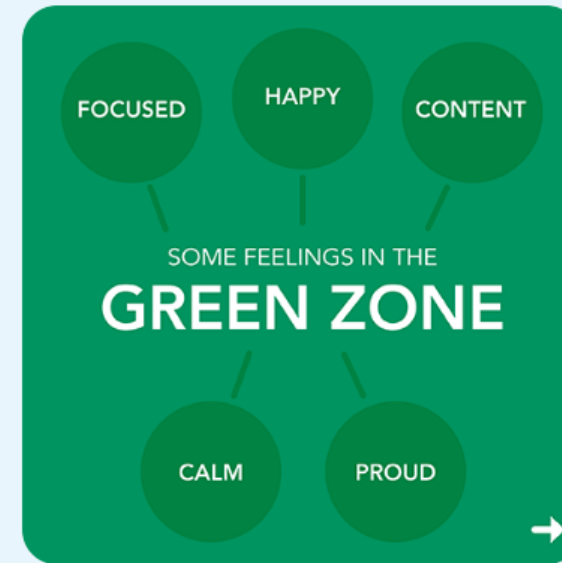 FOCUSED
HAPPY
CONTENT
SOME FEELINGS IN THE
GREEN ZONE
CALM
PROUD